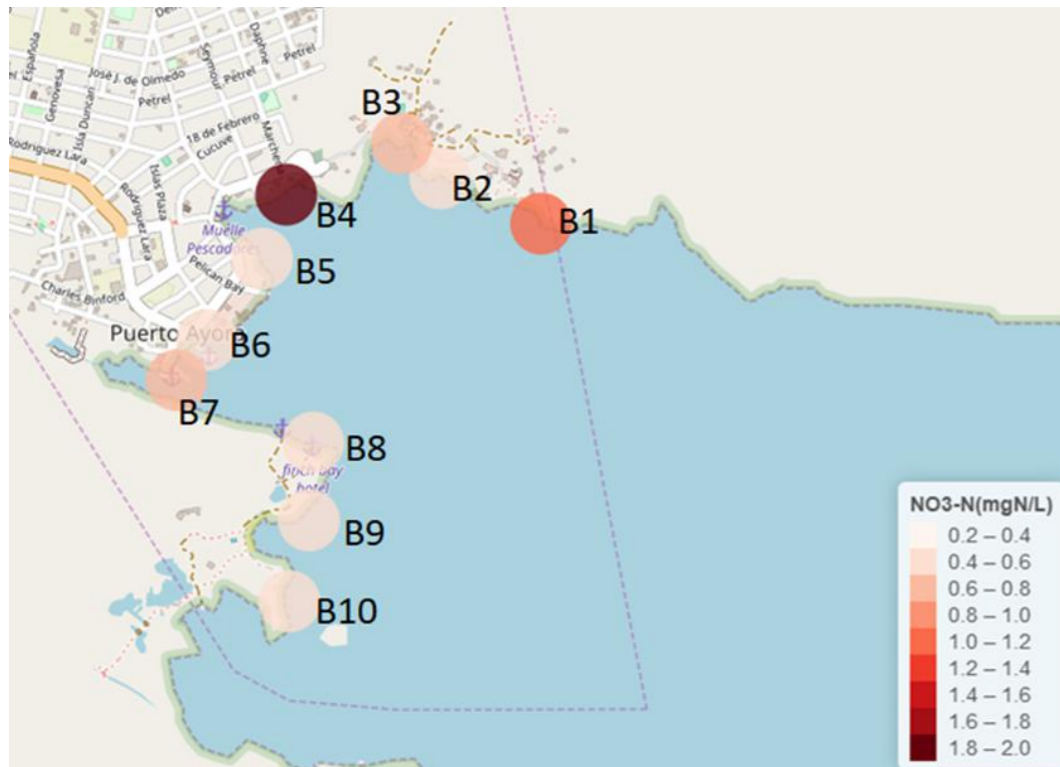 Española
Genovesa
Isla Duncan
José J. de Olmedo
Petrel
Petrel
Petrel
Seymour
Daphne
18 de Febrero
Cucuve
Rodriguez Lara
Islas Plaza
Rodriguez Lara
B3
B2
B1
B4
Muelle
B5
Pelican Bay
Charles Binford
Puerto Ayora
B6
B7
B8
finch bay
hotel
B9
B10
NO3-N(mgN/L)
0.2 – 0.4
0.4 – 0.6
0.6 – 0.8
0.8 – 1.0
1.0 – 1.2
1.2 – 1.4
1.4 – 1.6
1.6 – 1.8
1.8 – 2.0